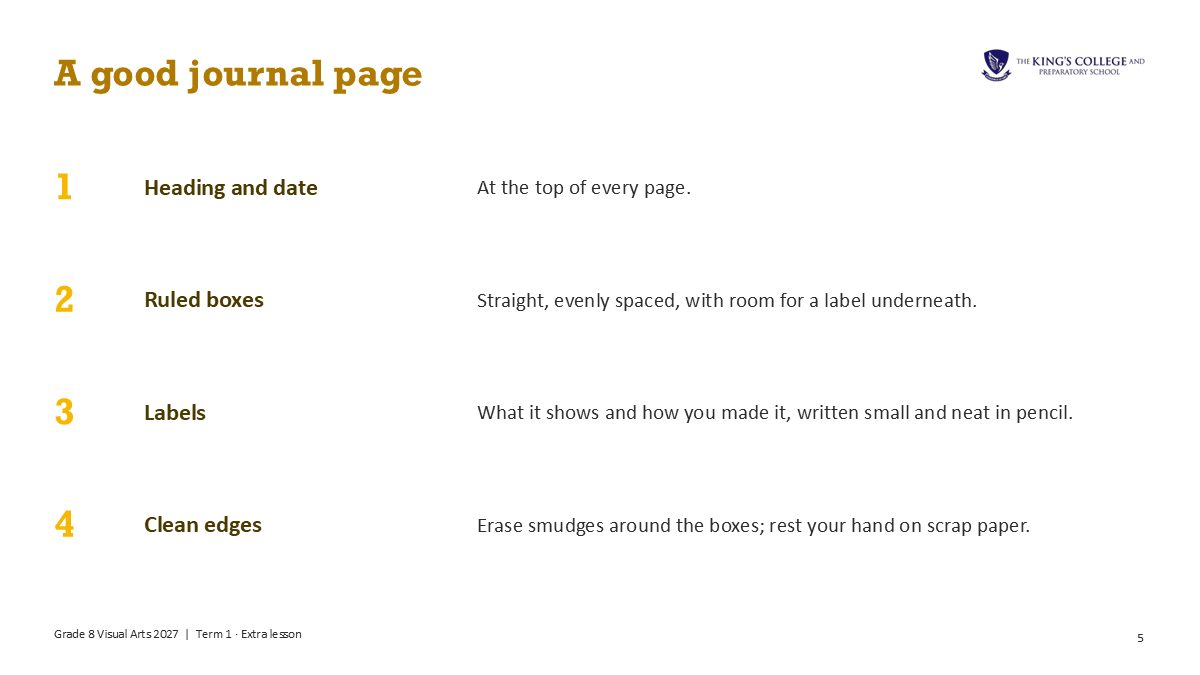 A good journal page
THE KING'S COLLEGE AND
PREPARATORY SCHOOL
1 Heading and date At the top of every page.
2 Ruled boxes Straight, evenly spaced, with room for a label underneath.
3 Labels What it shows and how you made it, written small and neat in pencil.
4 Clean edges Erase smudges around the boxes; rest your hand on scrap paper.
Grade 8 Visual Arts 2027 | Term 1 · Extra lesson
5